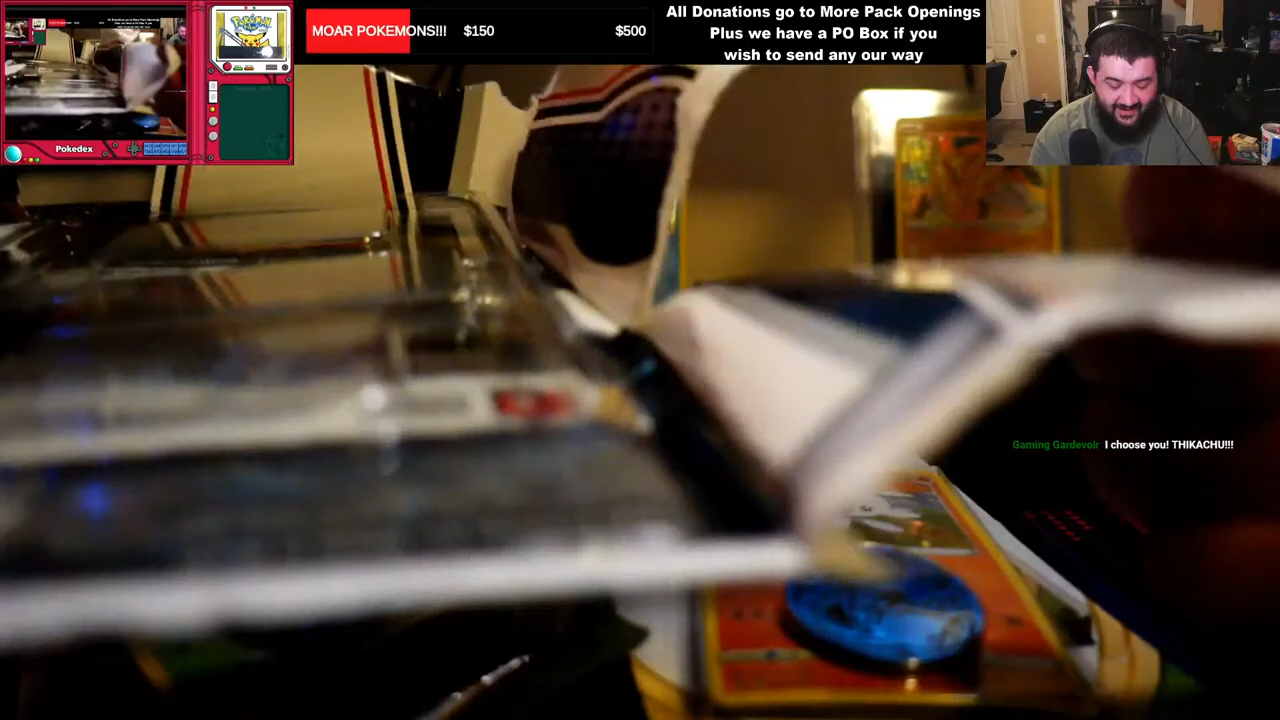 MOAR POKEMONS!!! $150 $500
All Donations go to More Pack Openings
Plus we have a PO Box if you
wish to send any our way
Pokémon
Pokedex
Gaming Gardevoir I choose you! THIKACHU!!!